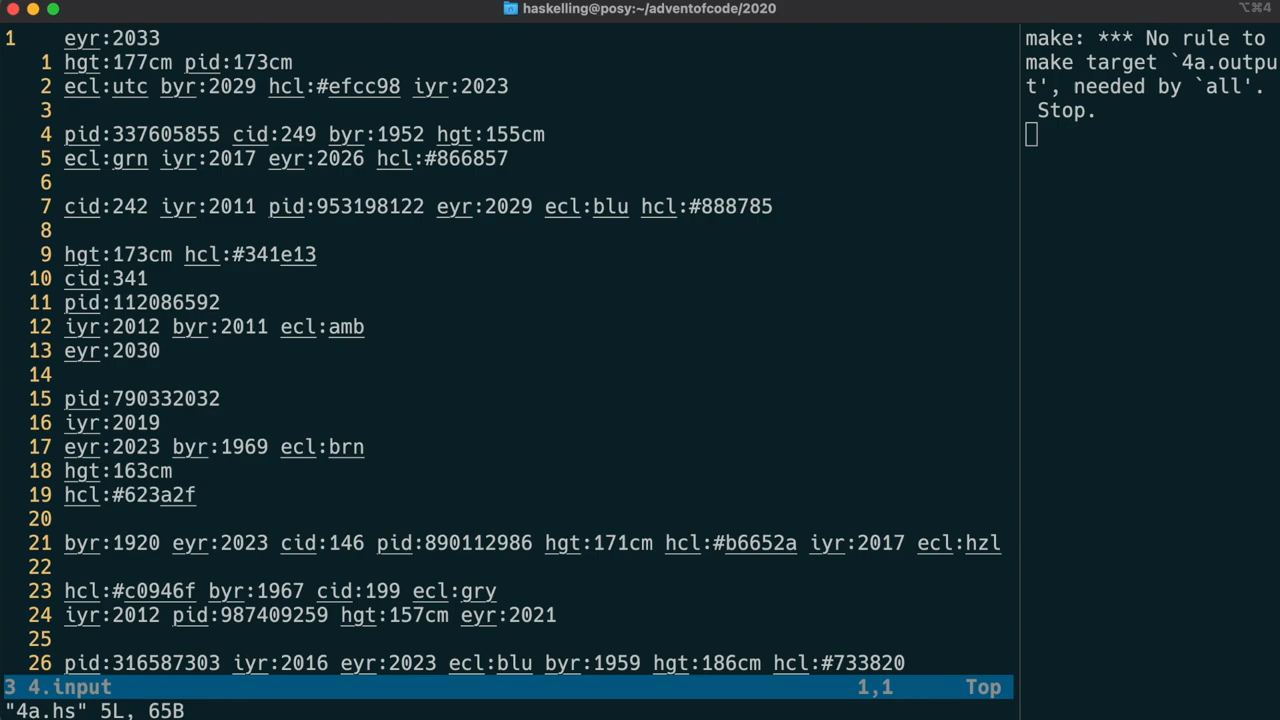 haskelling@posy:~/adventofcode/2020
⌥⌘4
1 eyr:2033
1 hgt:177cm pid:173cm
2 ecl:utc byr:2029 hcl:#efcc98 iyr:2023
3
4 pid:337605855 cid:249 byr:1952 hgt:155cm
5 ecl:grn iyr:2017 eyr:2026 hcl:#866857
6
7 cid:242 iyr:2011 pid:953198122 eyr:2029 ecl:blu hcl:#888785
8
9 hgt:173cm hcl:#341e13
10 cid:341
11 pid:112086592
12 iyr:2012 byr:2011 ecl:amb
13 eyr:2030
14
15 pid:790332032
16 iyr:2019
17 eyr:2023 byr:1969 ecl:brn
18 hgt:163cm
19 hcl:#623a2f
20
21 byr:1920 eyr:2023 cid:146 pid:890112986 hgt:171cm hcl:#b6652a iyr:2017 ecl:hzl
22
23 hcl:#c0946f byr:1967 cid:199 ecl:gry
24 iyr:2012 pid:987409259 hgt:157cm eyr:2021
25
26 pid:316587303 iyr:2016 eyr:2023 ecl:blu byr:1959 hgt:186cm hcl:#733820
3 4.input 1,1 Top
"4a.hs" 5L, 65B
make: *** No rule to
make target `4a.outpu
t', needed by `all'.
Stop.